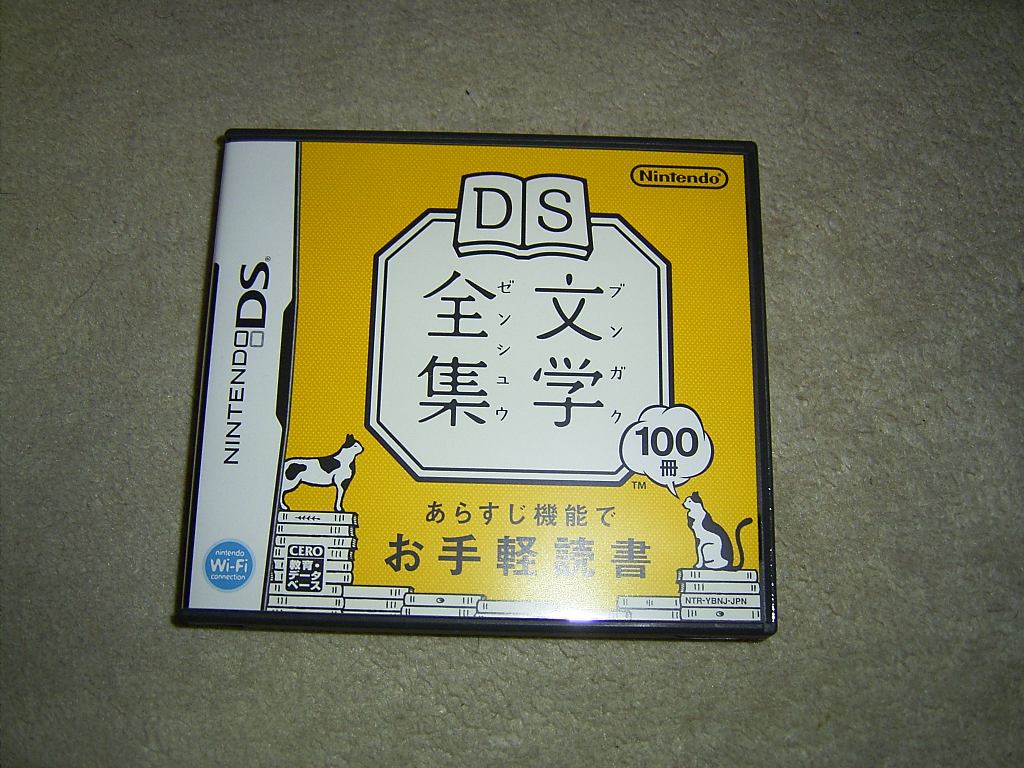 Nintendo®
DS
文学
ブンガク
全集
ゼンシュウ
100
冊
TM
あらすじ機能で
お手軽読書
NINTENDO DS®
nintendo
Wi-Fi
connection
CERO
教育・
データ
ベース
NTR-YBNJ-JPN